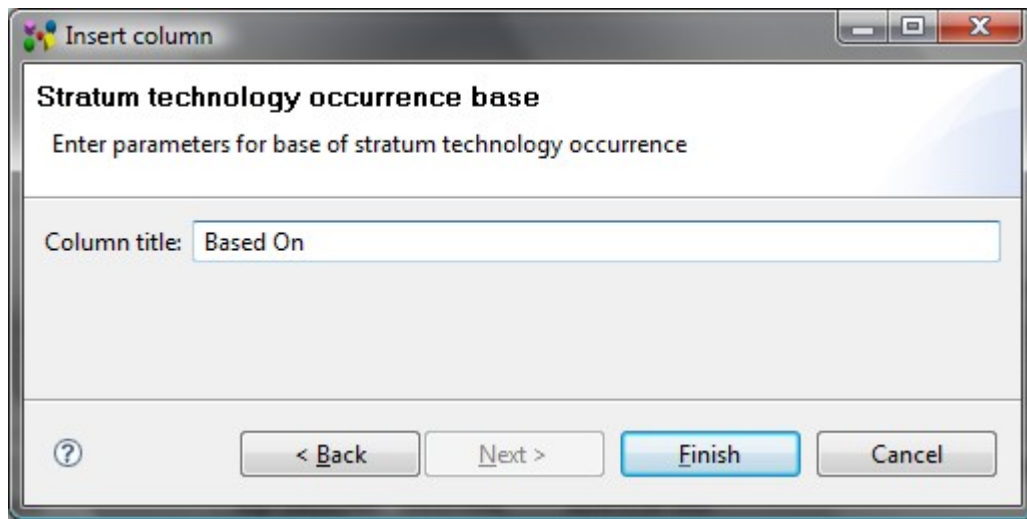 Insert column
Stratum technology occurrence base
Enter parameters for base of stratum technology occurrence
Column title: Based On
? < Back Next > Finish Cancel